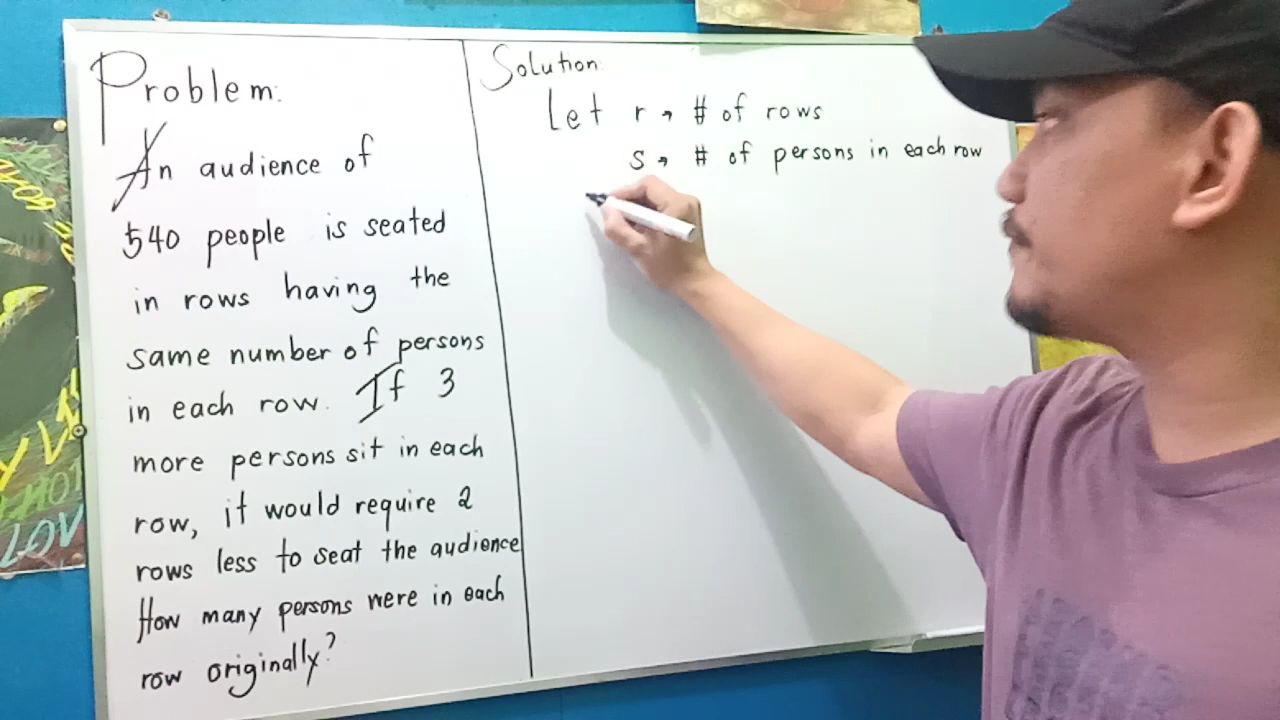 Problem:
An audience of
540 people is seated
in rows having the
same number of persons
in each row. If 3
more persons sit in each
row, it would require 2
rows less to seat the audience
How many persons were in each
row originally?
Solution:
Let r → # of rows
s → # of persons in each row